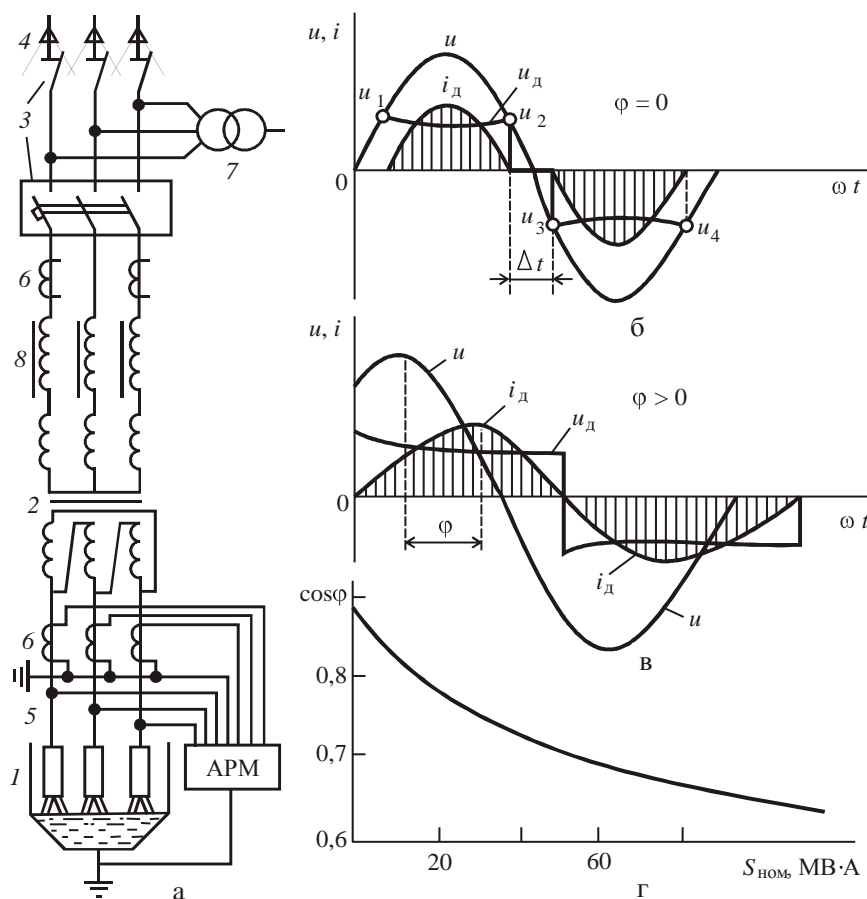 4
3
7
6
8
2
6
5
1
АРМ
а
u, i
u
i д
u д
u 1
u 2
φ = 0
0
ω t
u 3
u 4
Δ t
б
u, i
u
i д
u д
φ > 0
0
ω t
φ
i д
u
в
cosφ
0,8
0,7
0,6
20
60
S ном, МВ·А
г